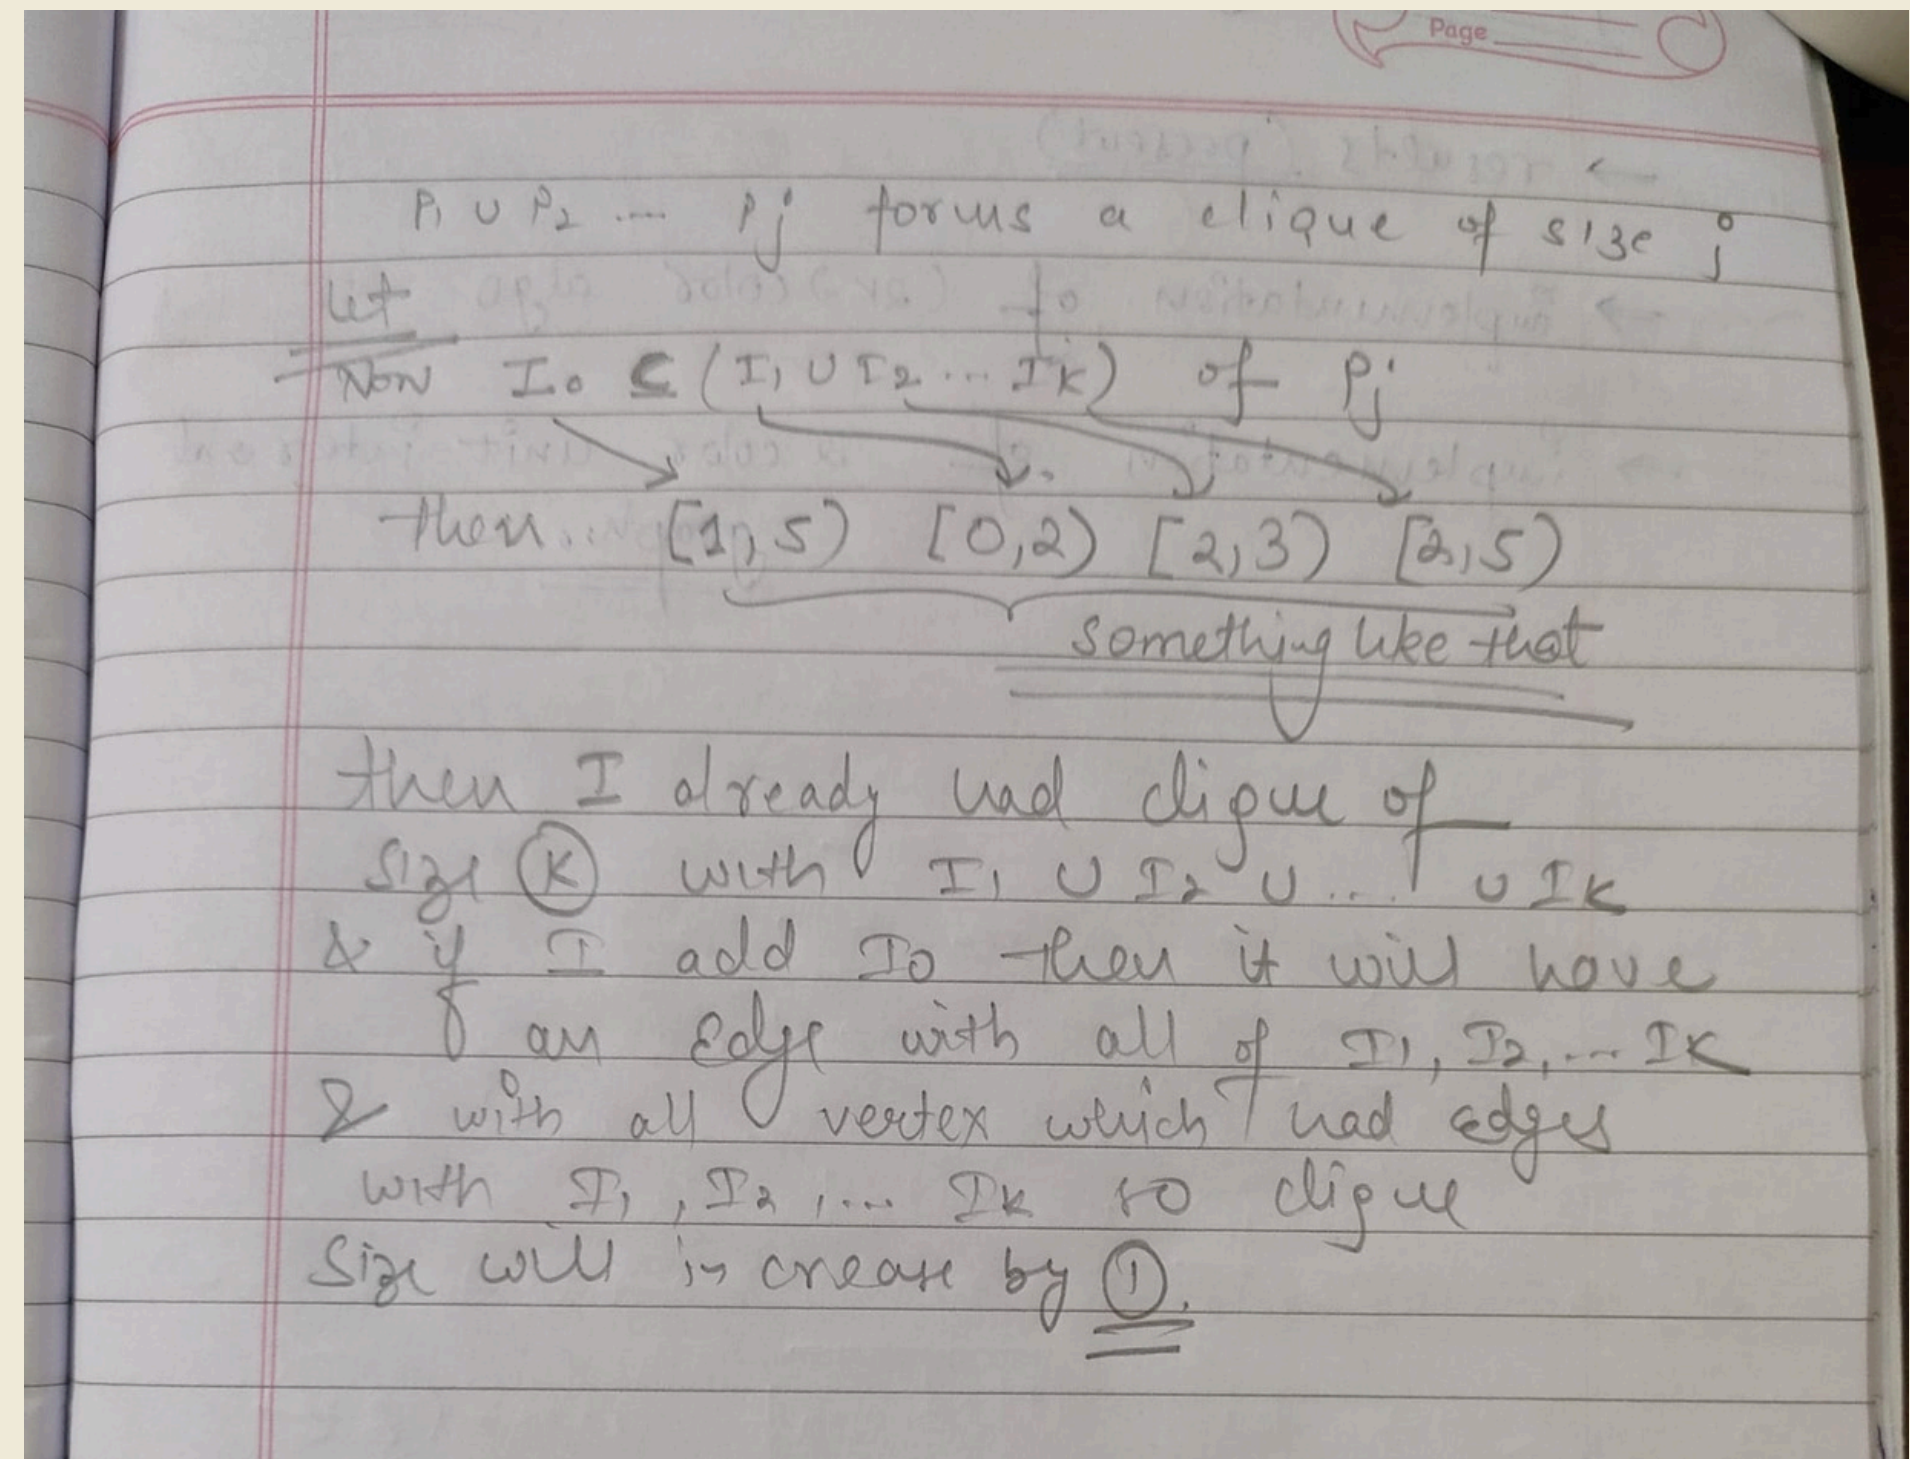 Page
P1 ∪ P2 .... Pj forms a clique of size j
Let
Now I0 ⊆ (I1 ∪ I2 ... IK) of Pj
then.. [1,5) [0,2) [2,3) [2,5)
something like that
then I already had clique of
size K with I1 ∪ I2 ∪ ... ∪ IK
& if I add I0 then it will have
an edge with all of I1, I2, ... IK
& with all vertex which had edges
with I1, I2, ... IK so clique
size will increase by 1.